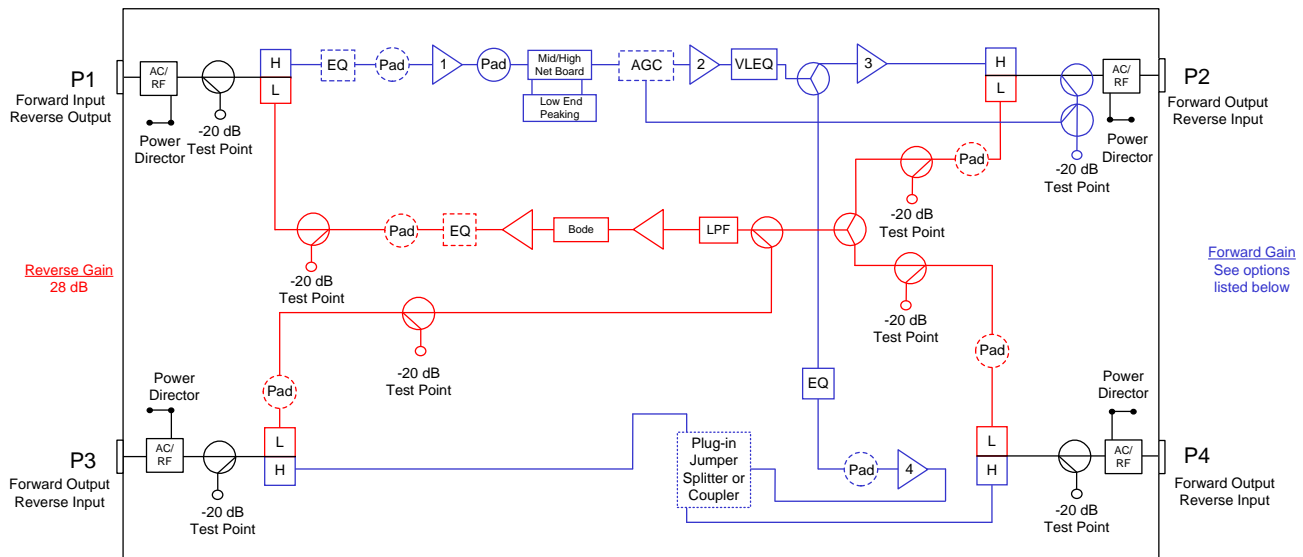 H
EQ
Pad
1
Pad
Mid/High
Net Board
Low End
Peaking
AGC
2
VLEQ
3
H
L
L
P1
Forward Input
Reverse Output
AC/
RF
Power
Director
-20 dB
Test Point
P2
Forward Output
Reverse Input
AC/
RF
Power
Director
-20 dB
Test Point
Pad
-20 dB
Test Point
-20 dB
Test Point
Pad
EQ
Bode
LPF
-20 dB
Test Point
Reverse Gain
28 dB
Forward Gain
See options
listed below
-20 dB
Test Point
Pad
Pad
EQ
Power
Director
Power
Director
P3
Forward Output
Reverse Input
AC/
RF
L
H
-20 dB
Test Point
Plug-in
Jumper
Splitter or
Coupler
Pad
4
L
H
AC/
RF
P4
Forward Output
Reverse Input
-20 dB
Test Point